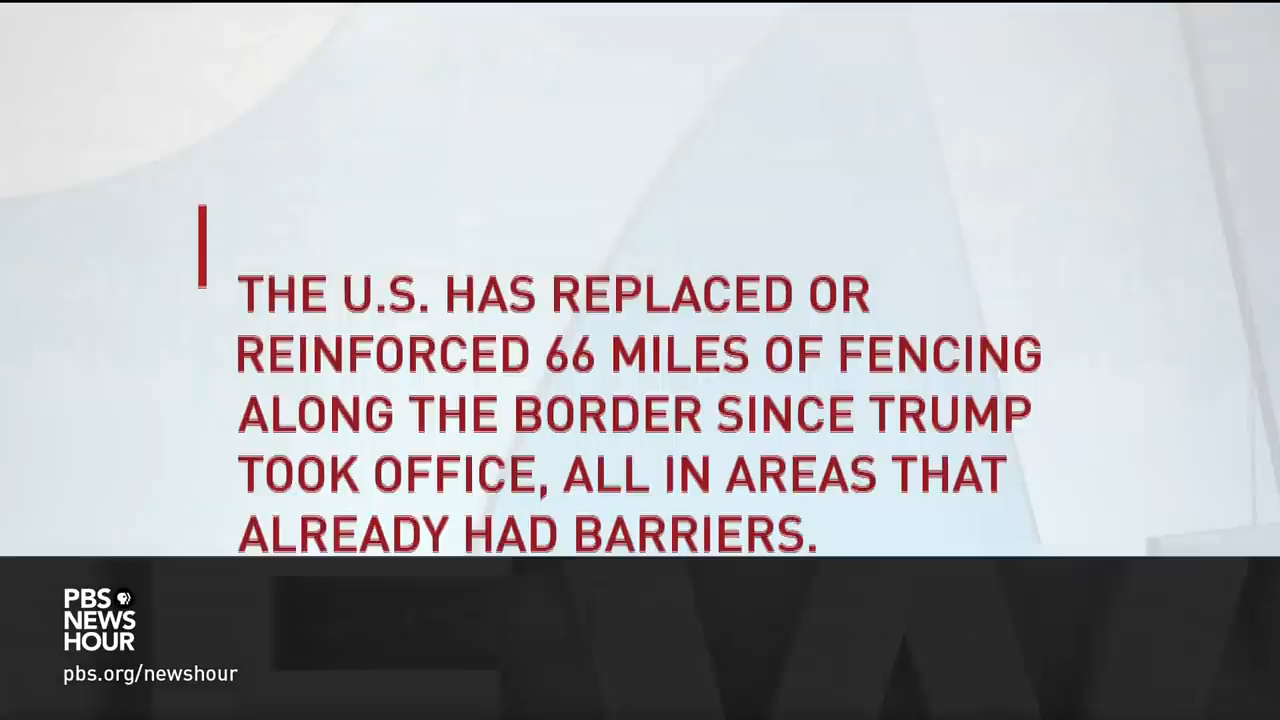 THE U.S. HAS REPLACED OR
REINFORCED 66 MILES OF FENCING
ALONG THE BORDER SINCE TRUMP
TOOK OFFICE, ALL IN AREAS THAT
ALREADY HAD BARRIERS.
PBS
NEWS
HOUR
pbs.org/newshour